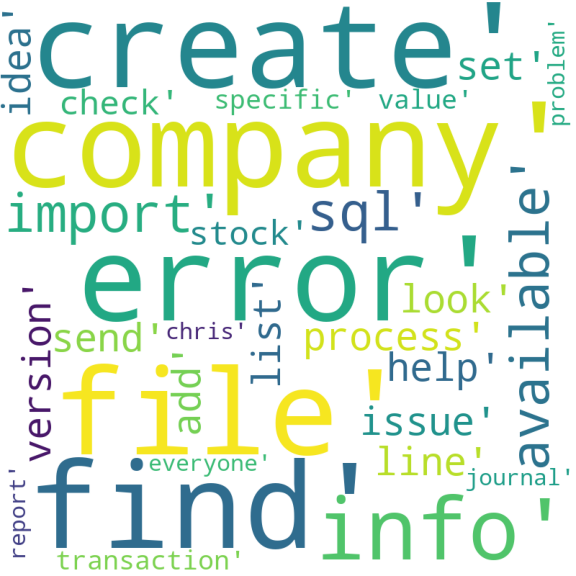 idea'
create'
set'
problem'
check'
specific'
value'
company'
import'
stock'
sql'
available'
error'
look'
version'
send'
chris'
list'
process'
add'
help'
file'
issue'
find'
everyone'
line'
journal'
report'
info'
transaction'